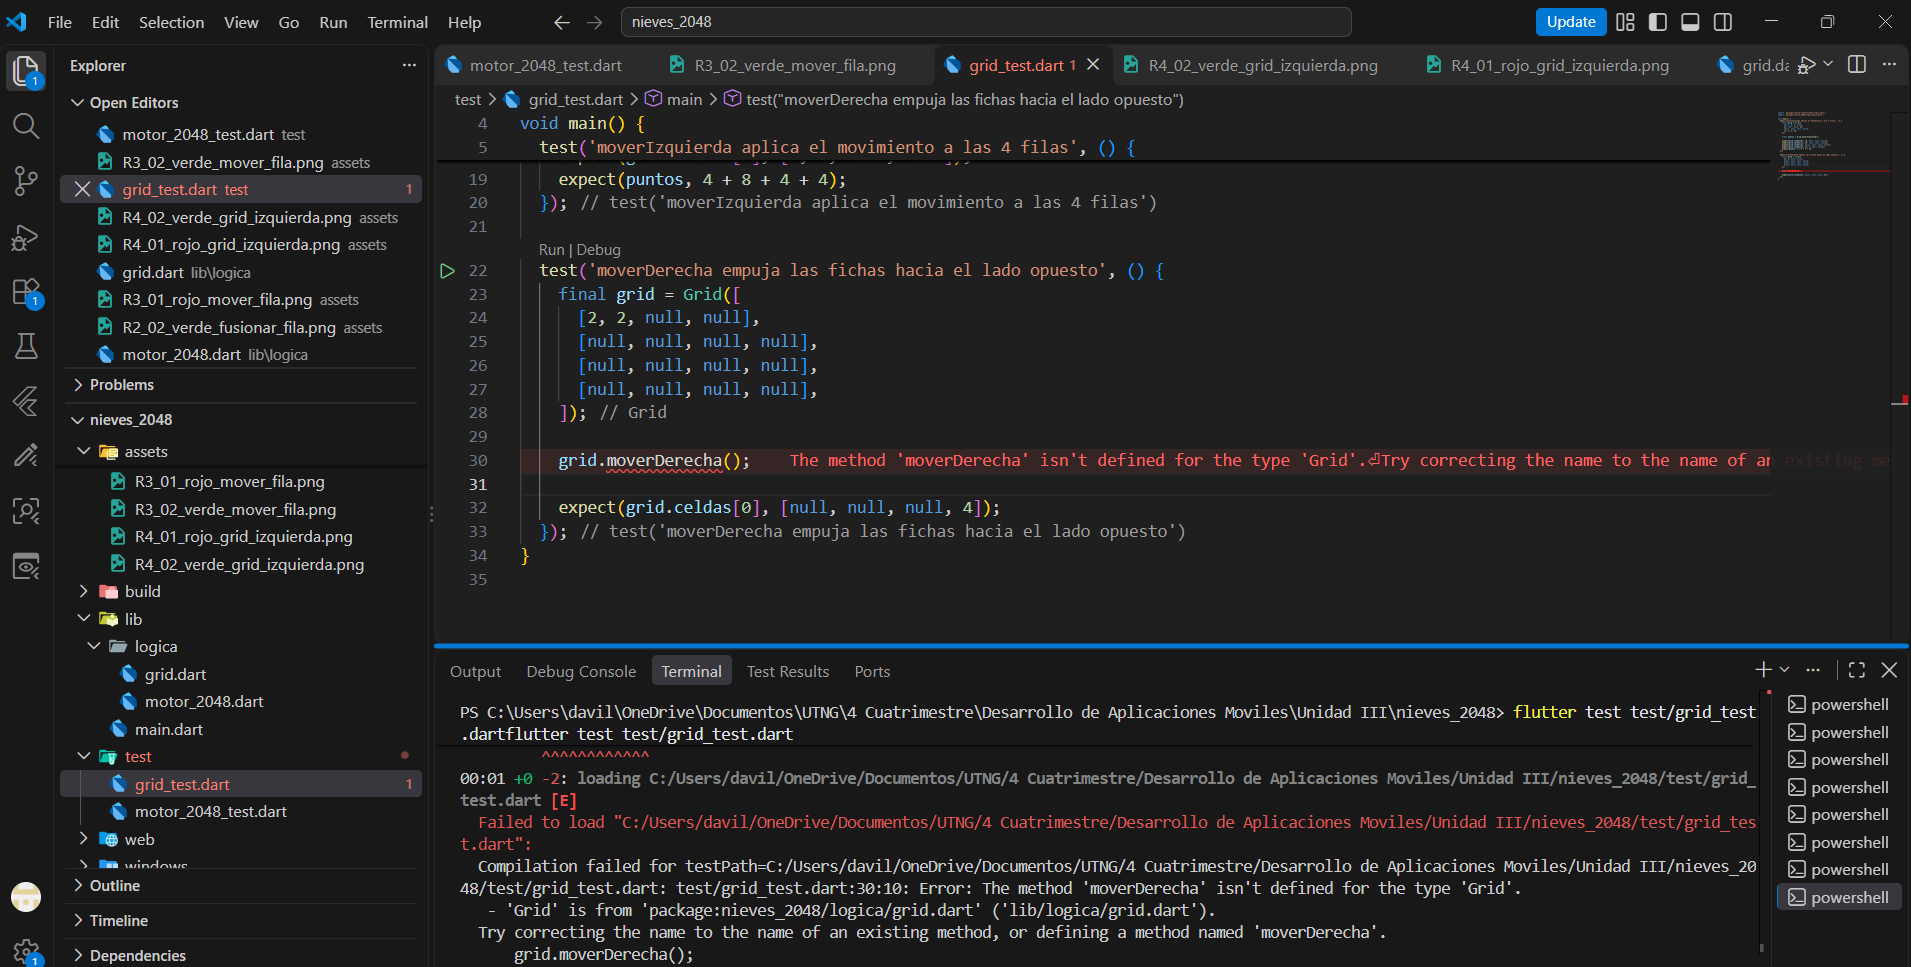 File Edit Selection View Go Run Terminal Help
nieves_2048
Update
Explorer
Open Editors
motor_2048_test.dart test
R3_02_verde_mover_fila.png assets
grid_test.dart test 1
R4_02_verde_grid_izquierda.png assets
R4_01_rojo_grid_izquierda.png assets
grid.dart lib\logica
R3_01_rojo_mover_fila.png assets
R2_02_verde_fusionar_fila.png assets
motor_2048.dart lib\logica
Problems
nieves_2048
assets
R3_01_rojo_mover_fila.png
R3_02_verde_mover_fila.png
R4_01_rojo_grid_izquierda.png
R4_02_verde_grid_izquierda.png
build
lib
logica
grid.dart
motor_2048.dart
main.dart
test
grid_test.dart 1
motor_2048_test.dart
web
windows
Outline
Timeline
Dependencies
1
1
1
motor_2048_test.dart R3_02_verde_mover_fila.png grid_test.dart 1 R4_02_verde_grid_izquierda.png R4_01_rojo_grid_izquierda.png grid.da
test > grid_test.dart > main > test("moverDerecha empuja las fichas hacia el lado opuesto")
4 void main() {
5 test('moverIzquierda aplica el movimiento a las 4 filas', () {
19 expect(puntos, 4 + 8 + 4 + 4);
20 }); // test('moverIzquierda aplica el movimiento a las 4 filas')
21
Run | Debug
22 test('moverDerecha empuja las fichas hacia el lado opuesto', () {
23 final grid = Grid([
24 [2, 2, null, null],
25 [null, null, null, null],
26 [null, null, null, null],
27 [null, null, null, null],
28 ]); // Grid
29
30 grid.moverDerecha(); The method 'moverDerecha' isn't defined for the type 'Grid'.⏎Try correcting the name to the name of an existing mo
31
32 expect(grid.celdas[0], [null, null, null, 4]);
33 }); // test('moverDerecha empuja las fichas hacia el lado opuesto')
34 }
35
Output Debug Console Terminal Test Results Ports
PS C:\Users\davil\OneDrive\Documentos\UTNG\4 Cuatrimestre\Desarrollo de Aplicaciones Moviles\Unidad III\nieves_2048> flutter test test/grid_test
.dartflutter test test/grid_test.dart
^^^^^^^^^^^^
00:01 +0 -2: loading C:/Users/davil/OneDrive/Documentos/UTNG/4 Cuatrimestre/Desarrollo de Aplicaciones Moviles/Unidad III/nieves_2048/test/grid_
test.dart [E]
Failed to load "C:/Users/davil/OneDrive/Documentos/UTNG/4 Cuatrimestre/Desarrollo de Aplicaciones Moviles/Unidad III/nieves_2048/test/grid_tes
t.dart":
Compilation failed for testPath=C:/Users/davil/OneDrive/Documentos/UTNG/4 Cuatrimestre/Desarrollo de Aplicaciones Moviles/Unidad III/nieves_20
48/test/grid_test.dart: test/grid_test.dart:30:10: Error: The method 'moverDerecha' isn't defined for the type 'Grid'.
- 'Grid' is from 'package:nieves_2048/logica/grid.dart' ('lib/logica/grid.dart').
Try correcting the name to the name of an existing method, or defining a method named 'moverDerecha'.
grid.moverDerecha();
powershell
powershell
powershell
powershell
powershell
powershell
powershell
powershell